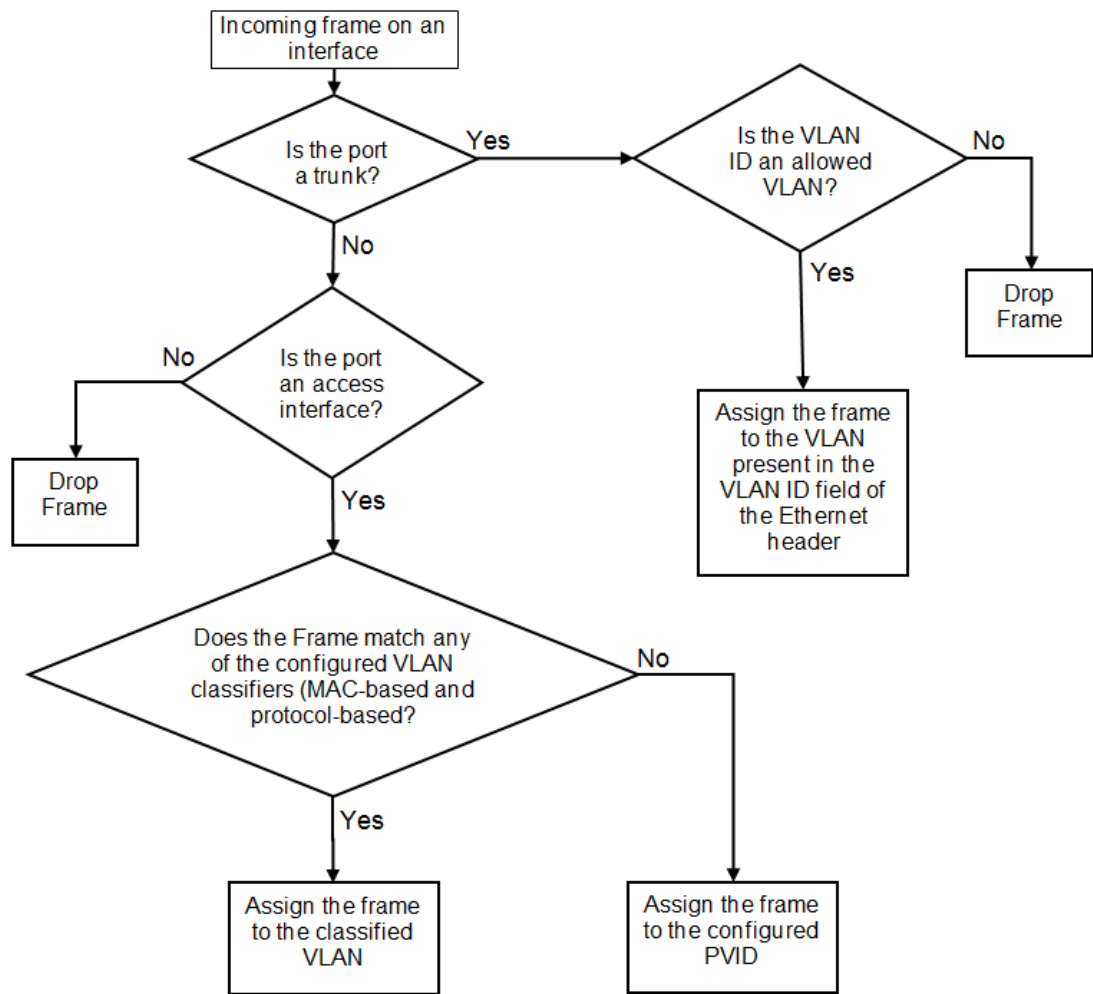 Incoming frame on an
interface
Is the port
a trunk?
Yes
Is the VLAN
ID an allowed
VLAN?
No
Drop
Frame
Yes
Assign the frame
to the VLAN
present in the
VLAN ID field of
the Ethernet
header
No
Is the port
an access
interface?
No
Drop
Frame
Yes
Does the Frame match any
of the configured VLAN
classifiers (MAC-based and
protocol-based?
No
Yes
Assign the frame
to the classified
VLAN
Assign the frame
to the configured
PVID